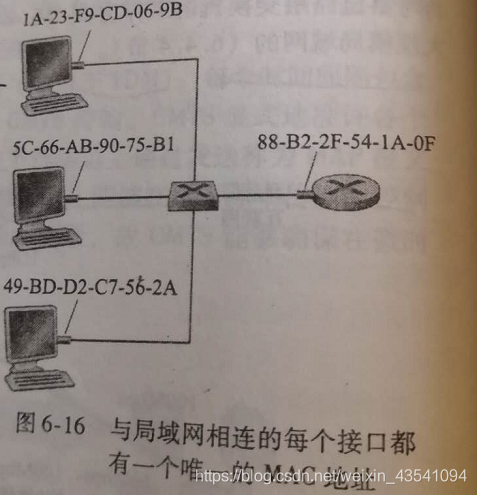 1A-23-F9-CD-06-9B
5C-66-AB-90-75-B1
88-B2-2F-54-1A-0F
49-BD-D2-C7-56-2A
图6-16 与局域网相连的每个接口都
有一个唯一的 MAC 地址
https://blog.csdn.net/weixin_43541094